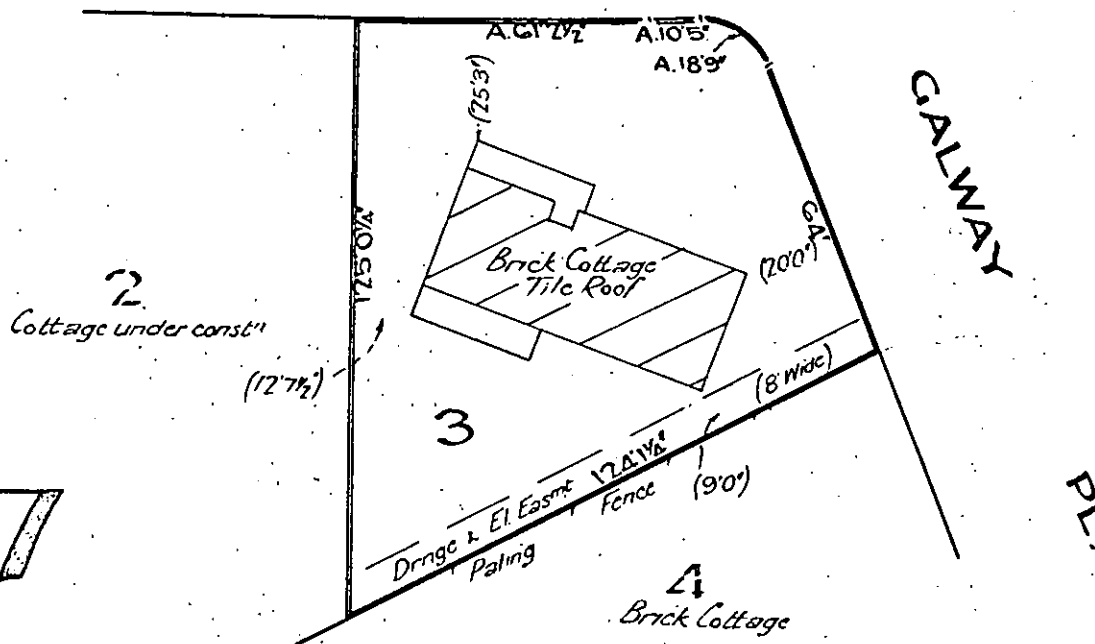 A.61'2½" A.10'5"
A.18'9"
(25'3")
GALWAY
125'0¼"
64'
(20'0")
Brick Cottage
Tile Roof
2
Cottage under const"
(12'7½")
(8' Wide)
3
124'1¼"
(9'0")
Drnge & El. Easmt
Fence
Paling
PL.
4
Brick Cottage